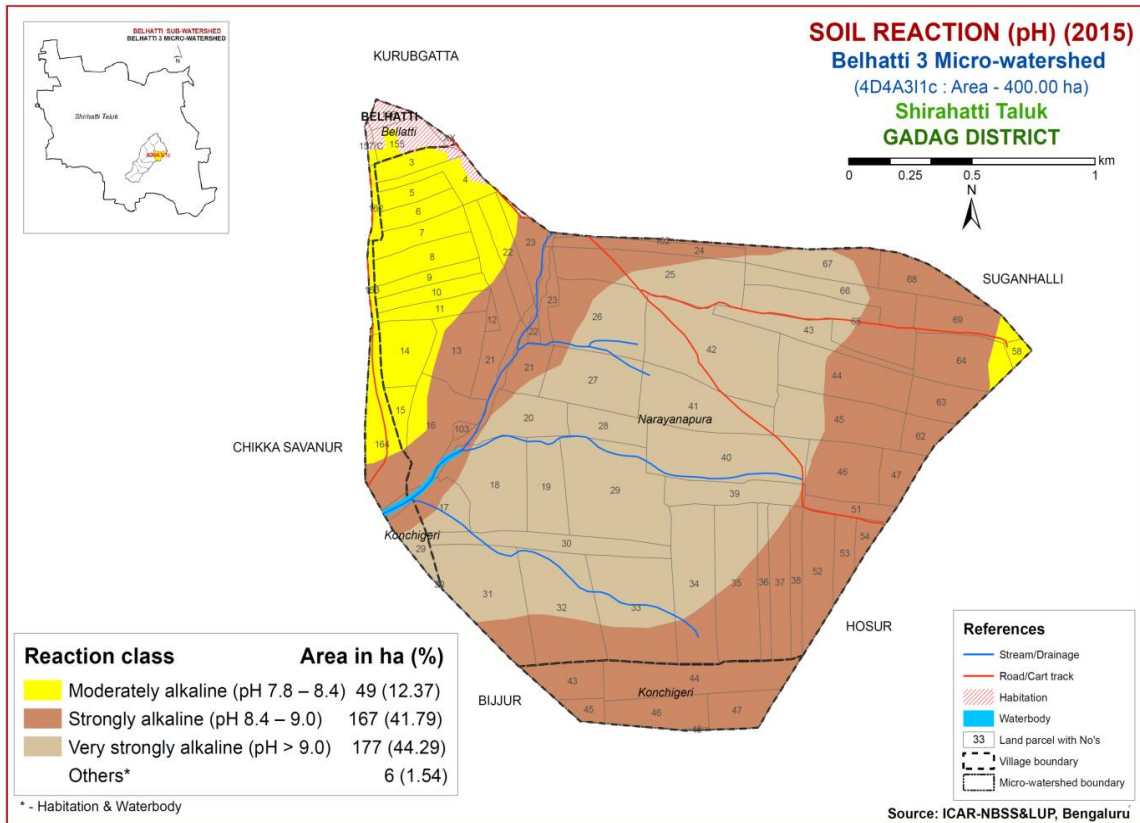 BELHATTI SUB-WATERSHED
BELHATTI 3 MICRO-WATERSHED
N
Shirhatti Taluk
4D4A3I1c
SOIL REACTION (pH) (2015)
Belhatti 3 Micro-watershed
(4D4A3I1c : Area - 400.00 ha)
Shirahatti Taluk
GADAG DISTRICT
km
0 0.25 0.5 1
N
KURUBGATTA
BELHATTI
Bellatti
157/C 155
3
4
5
162
6
7
22 23 102 24
8
25 67 68
SUGANHALLI
9
10 66
11 12 23 26 43 65 69
22 42 58
14 13 21 64
21 27 44
63
15 20 41
16 103 28 Narayanapura 45 62
CHIKKA SAVANUR
164 40
46 47
18 19 29 39
17 51
Konchigeri
29 30 54
53
34 35 36 37 38 52
31
32 33
HOSUR
43 44
BIJJUR
Konchigeri
45 46 47
48
Reaction class Area in ha (%)
Moderately alkaline (pH 7.8 – 8.4) 49 (12.37)
Strongly alkaline (pH 8.4 – 9.0) 167 (41.79)
Very strongly alkaline (pH > 9.0) 177 (44.29)
Others* 6 (1.54)
* - Habitation & Waterbody
References
Stream/Drainage
Road/Cart track
Habitation
Waterbody
33 Land parcel with No's
Village boundary
Micro-watershed boundary
Source: ICAR-NBSS&LUP, Bengaluru